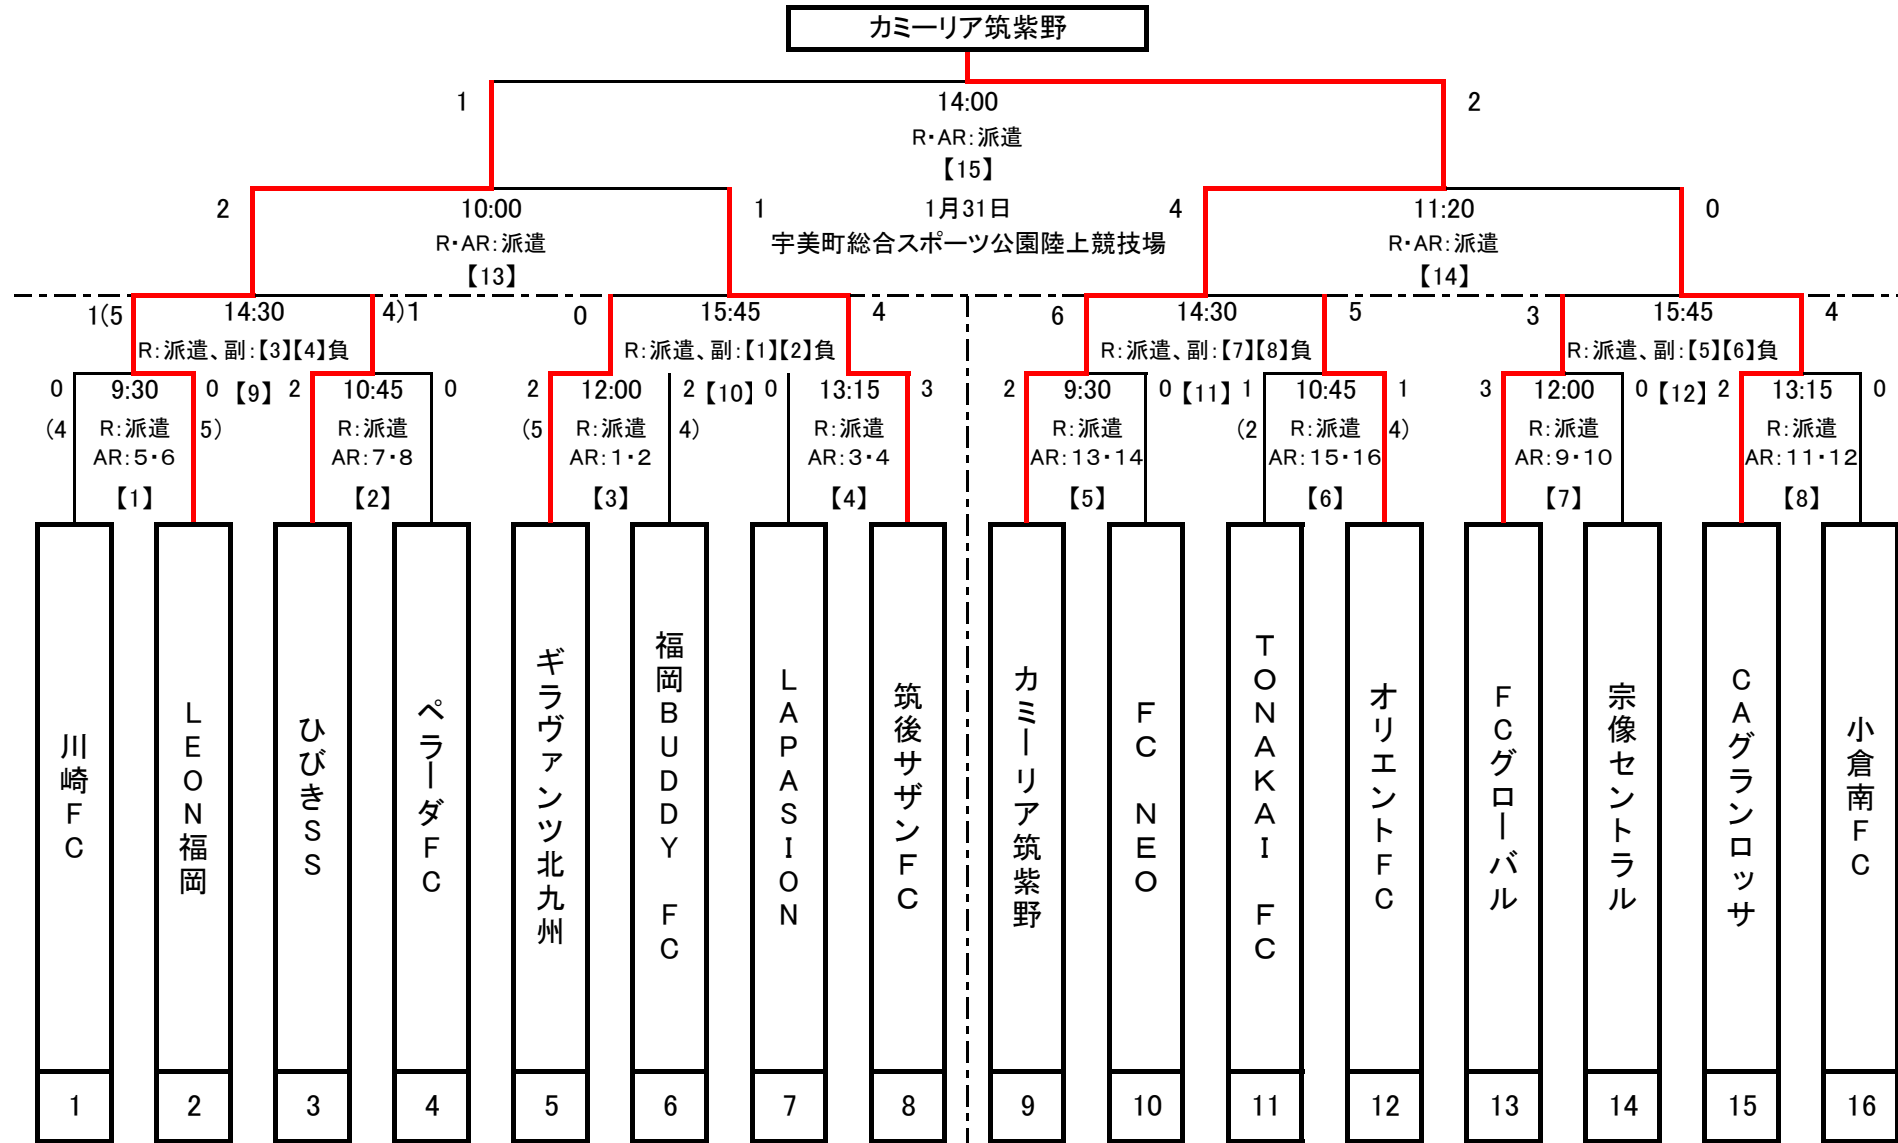 カミーリア筑紫野
1 14:00 2
R・AR:派遣
【15】
2 10:00 1 1月31日 4 11:20 0
R・AR:派遣 宇美町総合スポーツ公園陸上競技場 R・AR:派遣
【13】 【14】
1(5 14:30 4)1 0 15:45 4 6 14:30 5 3 15:45 4
R:派遣、副:【3】【4】負 R:派遣、副:【1】【2】負 R:派遣、副:【7】【8】負 R:派遣、副:【5】【6】負
0 9:30 0 【9】 2 10:45 0 2 12:00 2 【10】 0 13:15 3 2 9:30 0 【11】 1 10:45 1 3 12:00 0 【12】 2 13:15 0
(4 R:派遣 5) R:派遣 (5 R:派遣 4) R:派遣 R:派遣 (2 R:派遣 4) R:派遣 R:派遣
AR:5・6 AR:7・8 AR:1・2 AR:3・4 AR:13・14 AR:15・16 AR:9・10 AR:11・12
【1】 【2】 【3】 【4】 【5】 【6】 【7】 【8】
川崎FC
LEON福岡
ひびきSS
ペラーダFC
ギラヴァンツ北九州
福岡BUDDY FC
LAPASION
筑後サザンFC
カミーリア筑紫野
FC NEO
TONAKAI FC
オリエントFC
FCグローバル
宗像セントラル
CAグランロッサ
小倉南FC
1 2 3 4 5 6 7 8 9 10 11 12 13 14 15 16